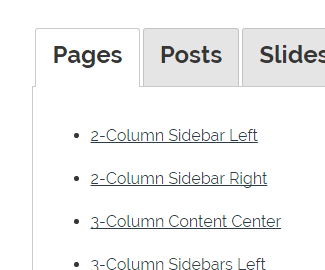 Pages Posts Slides
2-Column Sidebar Left
2-Column Sidebar Right
3-Column Content Center
3-Column Sidebars Left